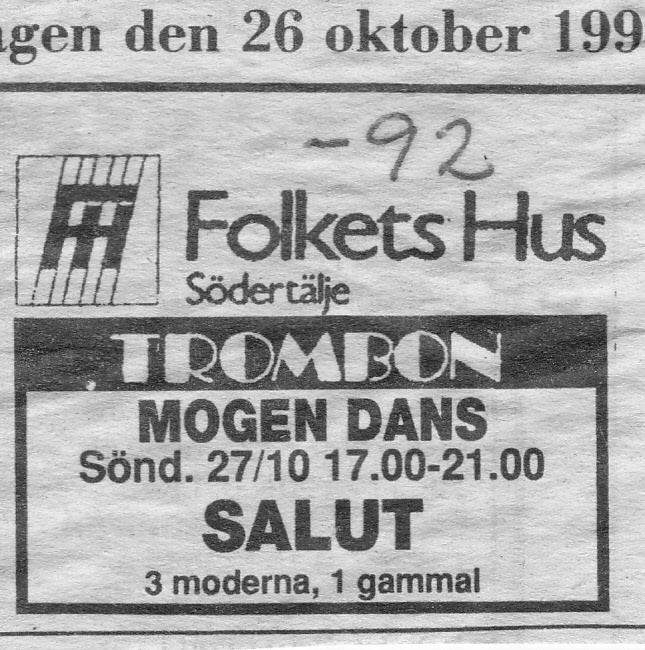 agen den 26 oktober 199
-92
Folkets Hus
Södertälje
TROMBON
MOGEN DANS
Sönd. 27/10 17.00-21.00
SALUT
3 moderna, 1 gammal